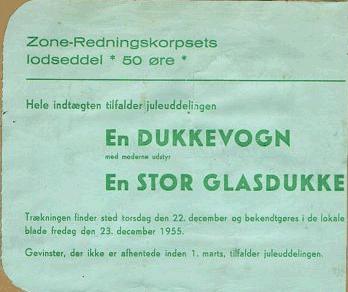 Zone-Redningskorpsets
lodseddel * 50 øre *
Hele indtægten tilfalder juleuddelingen
En DUKKEVOGN
med moderne udstyr
En STOR GLASDUKKE
Trækningen finder sted torsdag den 22. december og bekendtgøres i de lokale
blade fredag den 23. december 1955.
Gevinster, der ikke er afhentede inden 1. marts, tilfalder juleuddelingen.